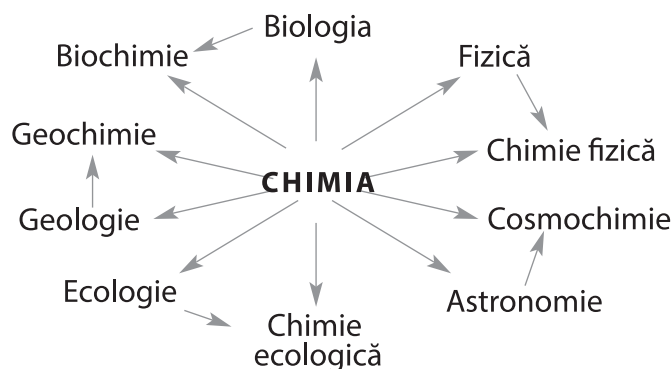 Biologia
Biochimie
Fizică
Geochimie
Chimie fizică
CHIMIA
Geologie
Cosmochimie
Ecologie
Astronomie
Chimie
ecologică